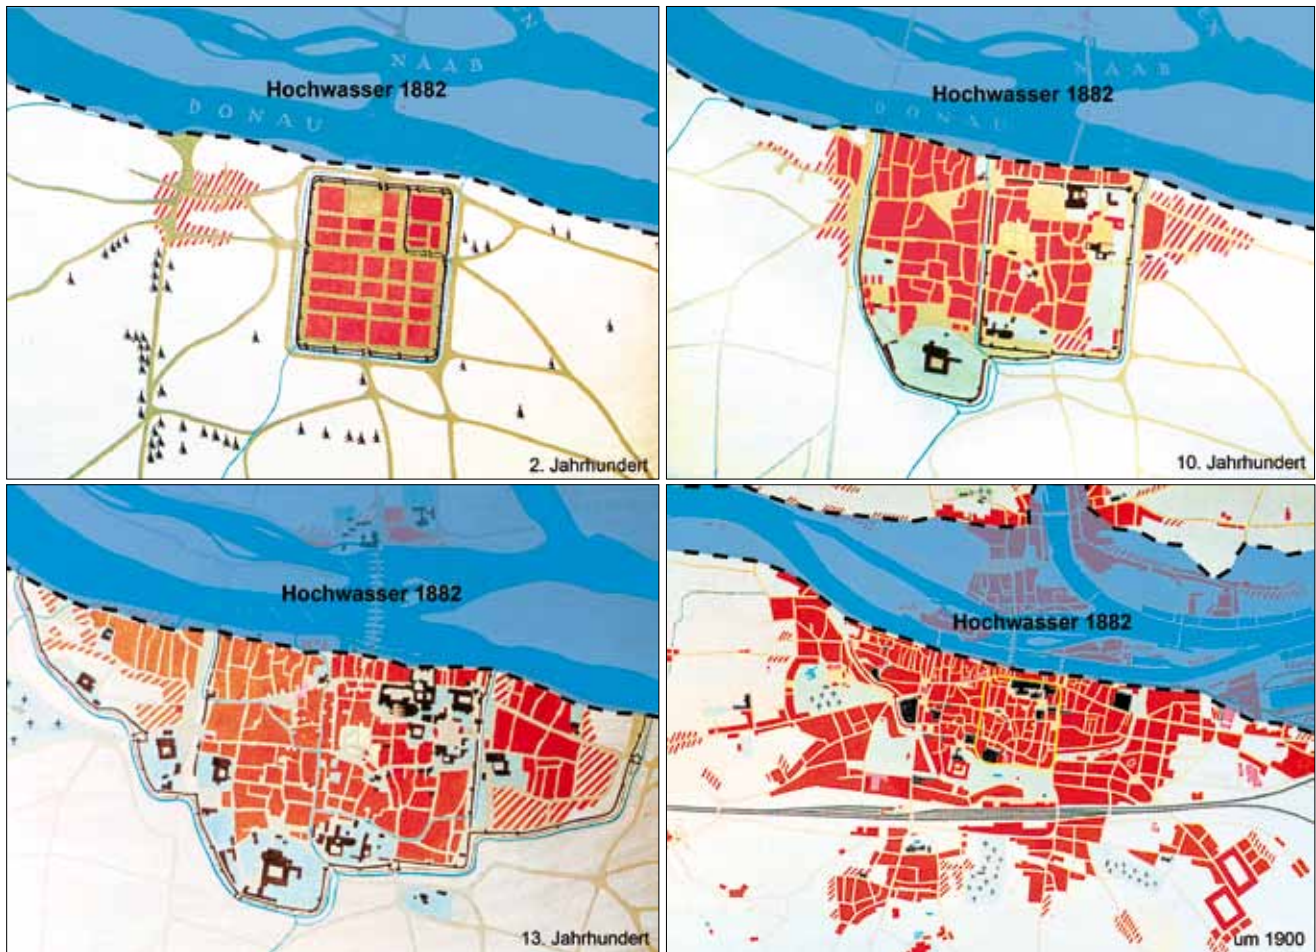 NAAB
Hochwasser 1882
DONAU
2. Jahrhundert
NAAB
Hochwasser 1882
DONAU
10. Jahrhundert
Hochwasser 1882
13. Jahrhundert
Hochwasser 1882
um 1900